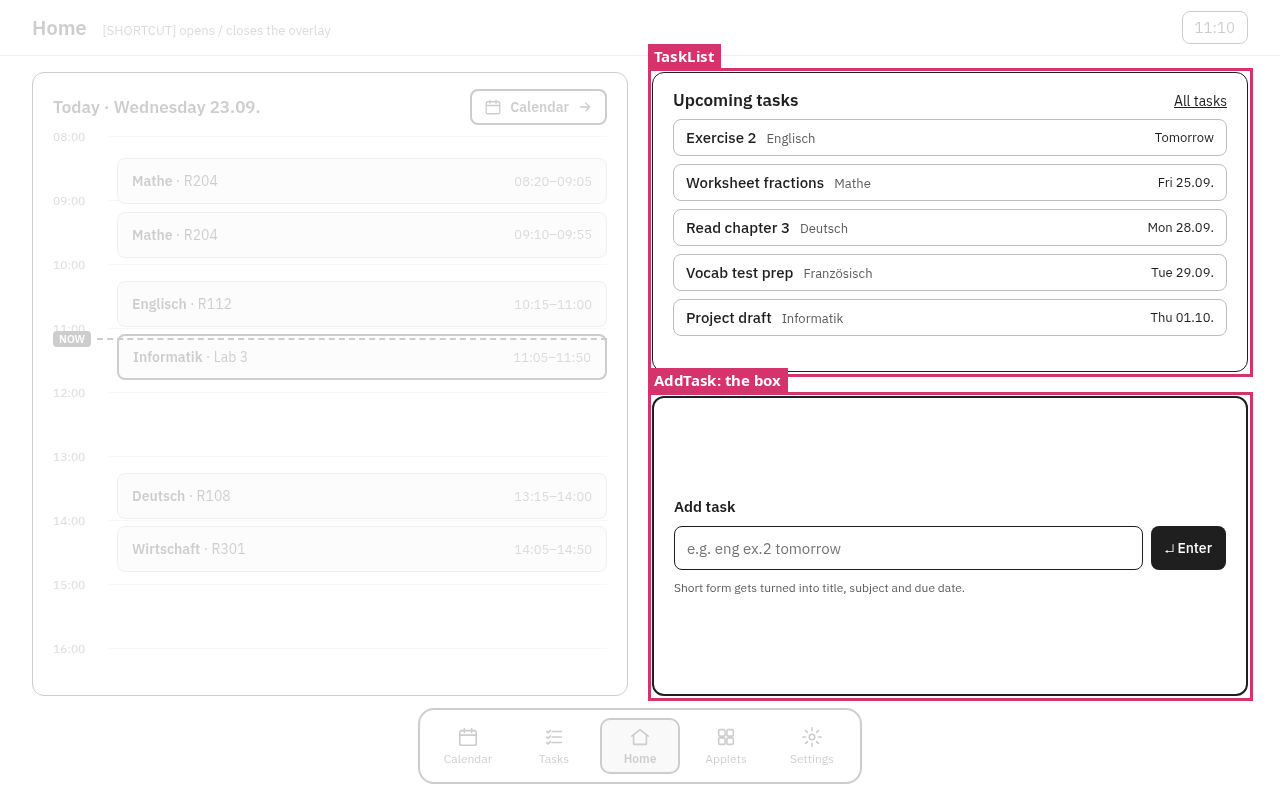 Home [SHORTCUT] opens / closes the overlay 11:10
TaskList
Today · Wednesday 23.09. Calendar →
08:00
Mathe · R204 08:20–09:05
09:00
Mathe · R204 09:10–09:55
10:00
Englisch · R112 10:15–11:00
11:00
NOW
Informatik · Lab 3 11:05–11:50
12:00
13:00
Deutsch · R108 13:15–14:00
14:00
Wirtschaft · R301 14:05–14:50
15:00
16:00
Upcoming tasks All tasks
Exercise 2 Englisch Tomorrow
Worksheet fractions Mathe Fri 25.09.
Read chapter 3 Deutsch Mon 28.09.
Vocab test prep Französisch Tue 29.09.
Project draft Informatik Thu 01.10.
AddTask: the box
Add task
e.g. eng ex.2 tomorrow ↵ Enter
Short form gets turned into title, subject and due date.
Calendar Tasks Home Applets Settings